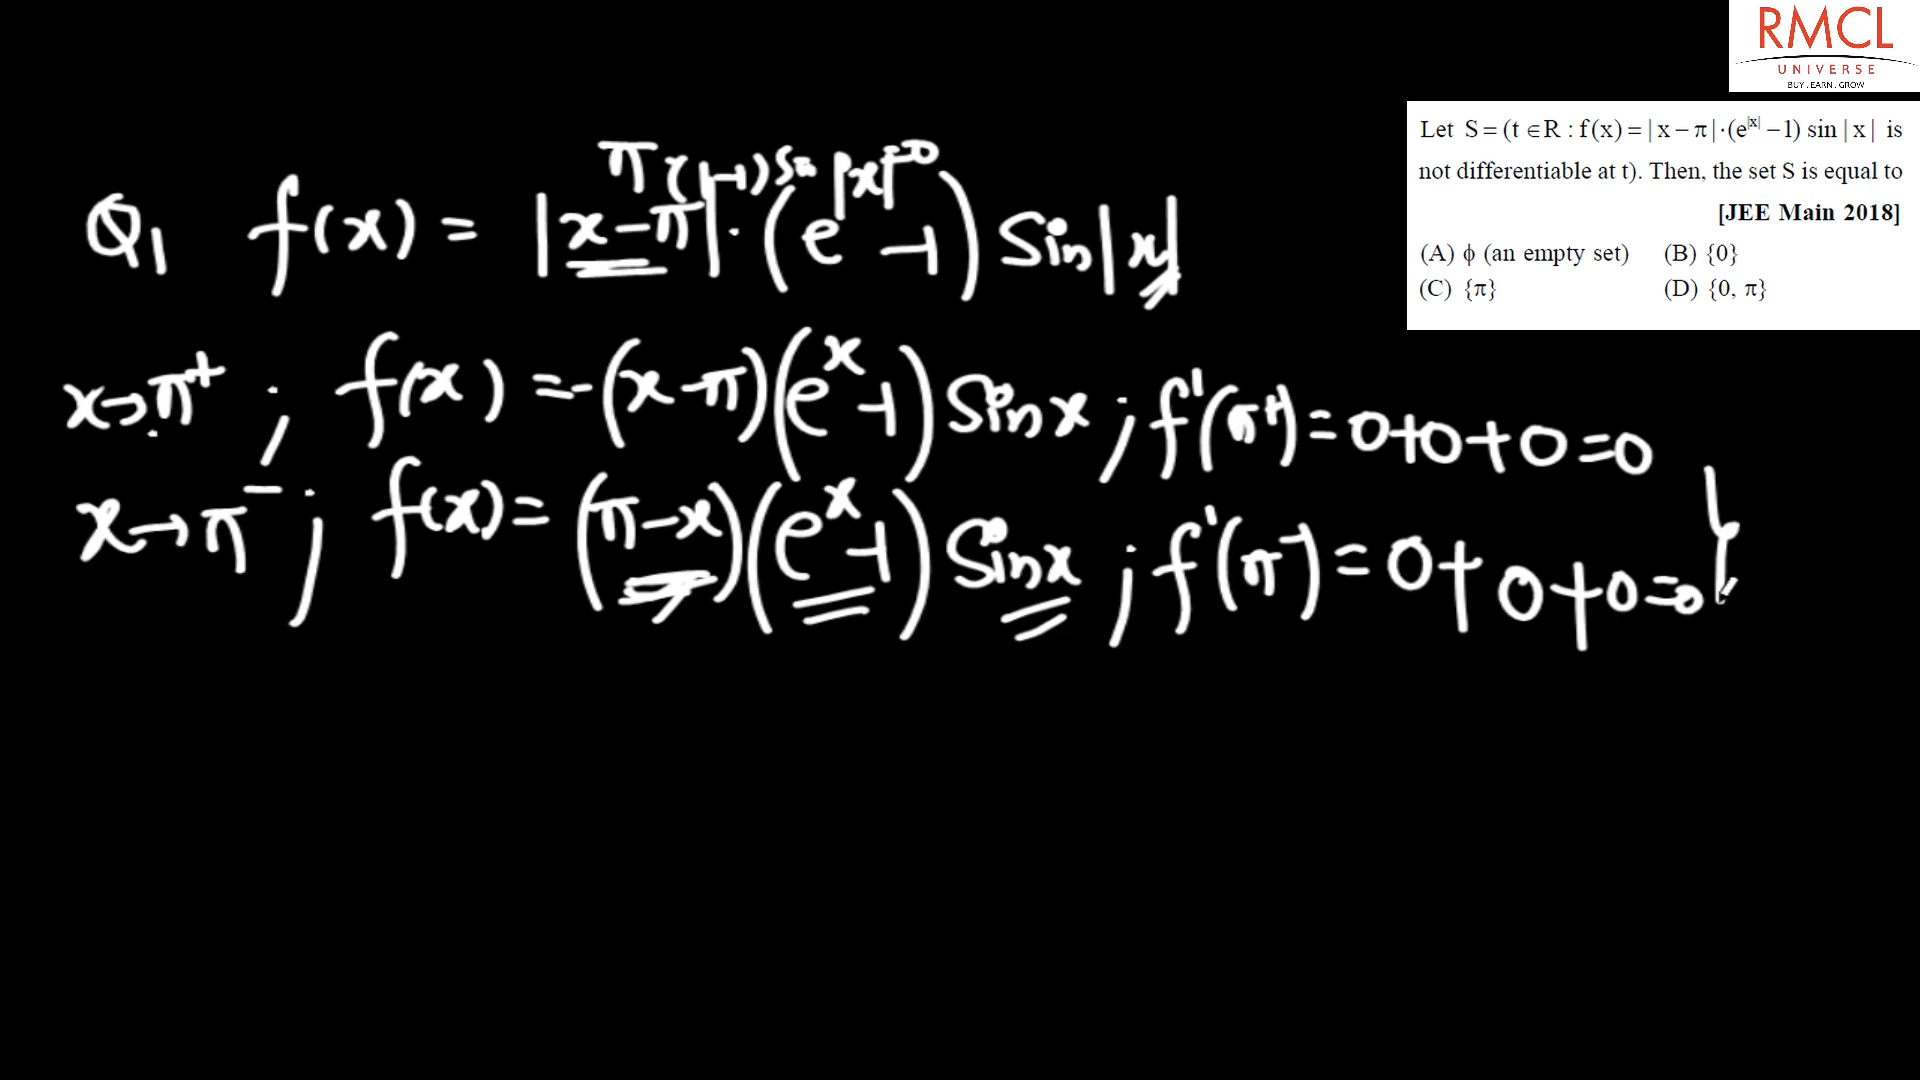 RMCL
UNIVERSE
BUY . EARN . GROW
Let S = (t ∈ R : f(x) = | x − π | · (e^|x| − 1) sin | x | is
not differentiable at t). Then, the set S is equal to
[JEE Main 2018]
(A) ϕ (an empty set) (B) {0}
(C) {π} (D) {0, π}
Q1 f(x) = |x-π|·(e^|x| -1) Sin|x|
x→π+ ; f(x) = -(x-π)(e^x -1) Sinx ; f'(π+) = 0+0+0=0
x→π- ; f(x) = (π-x)(e^x -1) Sinx ; f'(π-) = 0+0+0=0